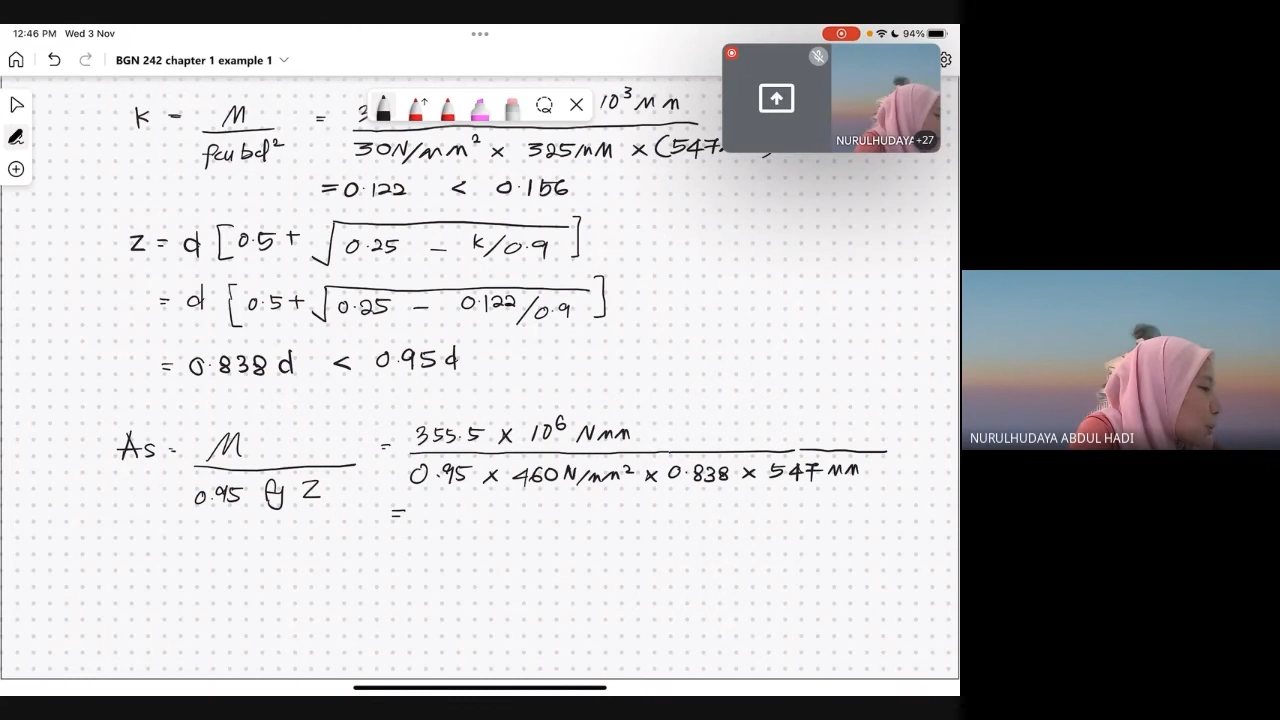 12:46 PM Wed 3 Nov
94%
BGN 242 chapter 1 example 1
NURULHUDAYA +27
k = M / fcu bd² = 3 10³ mm / 30N/mm² × 325mm × (547
= 0.122 < 0.156
z = d [0.5 + √0.25 - k/0.9]
= d [0.5 + √0.25 - 0.122/0.9]
= 0.838 d < 0.95 d
As = M / 0.95 fy z = 355.5 × 10⁶ Nmm / 0.95 × 460 N/mm² × 0.838 × 547 mm
=
NURULHUDAYA ABDUL HADI